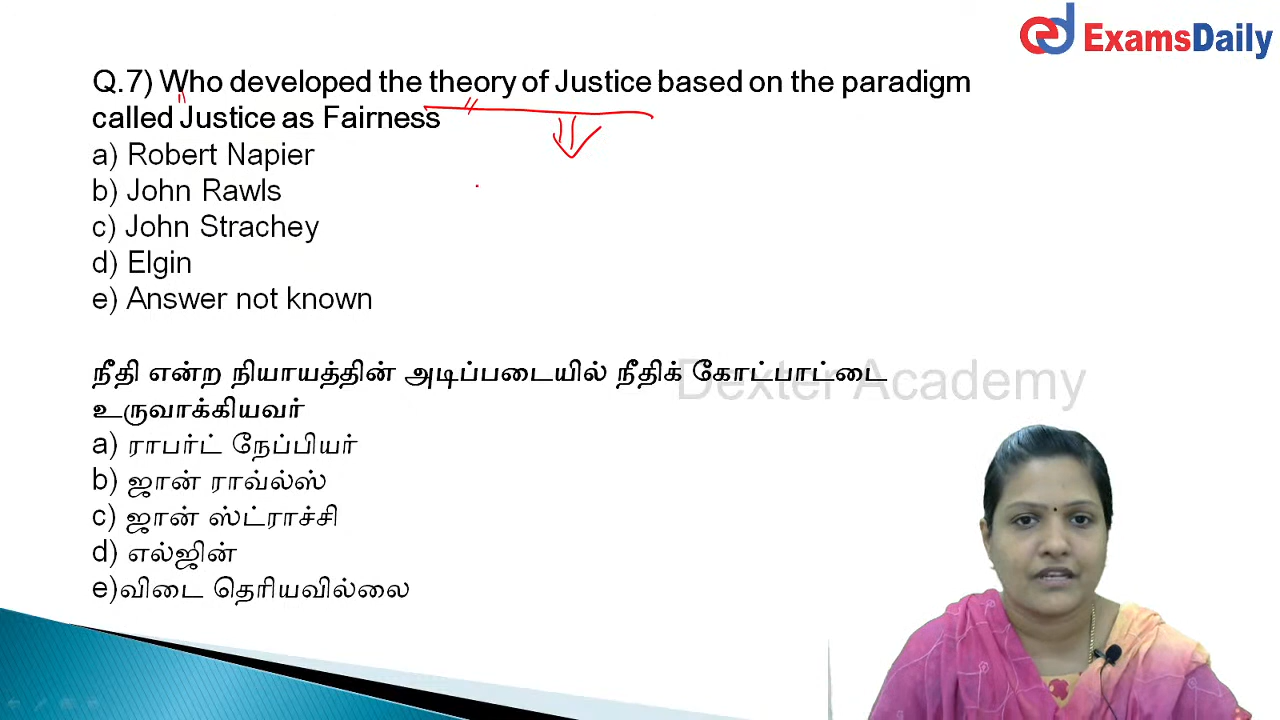 ExamsDaily
Q.7) Who developed the theory of Justice based on the paradigm
called Justice as Fairness
a) Robert Napier
b) John Rawls
c) John Strachey
d) Elgin
e) Answer not known
நீதி என்ற நியாயத்தின் அடிப்படையில் நீதிக் கோட்பாட்டை
உருவாக்கியவர்
a) ராபர்ட் நேப்பியர்
b) ஜான் ராவ்ல்ஸ்
c) ஜான் ஸ்ட்ராச்சி
d) எல்ஜின்
e)விடை தெரியவில்லை
Dexter Academy